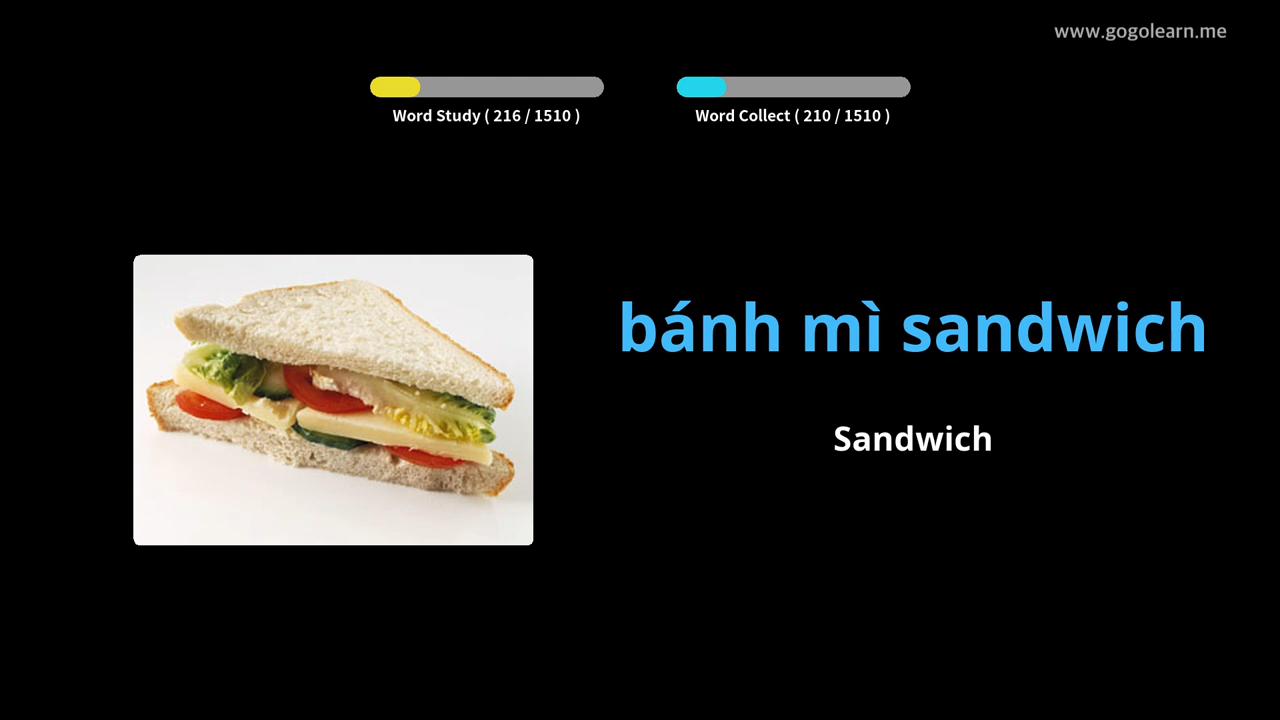 www.gogolearn.me
Word Study ( 216 / 1510 )
Word Collect ( 210 / 1510 )
bánh mì sandwich
Sandwich